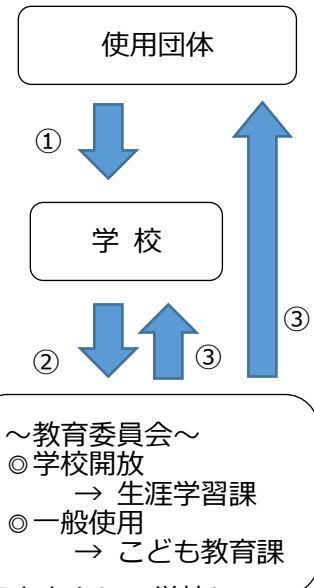 使用団体
①
学 校
②
③
③
～教育委員会～
◎学校開放
→ 生涯学習課
◎一般使用
→ こども教育課